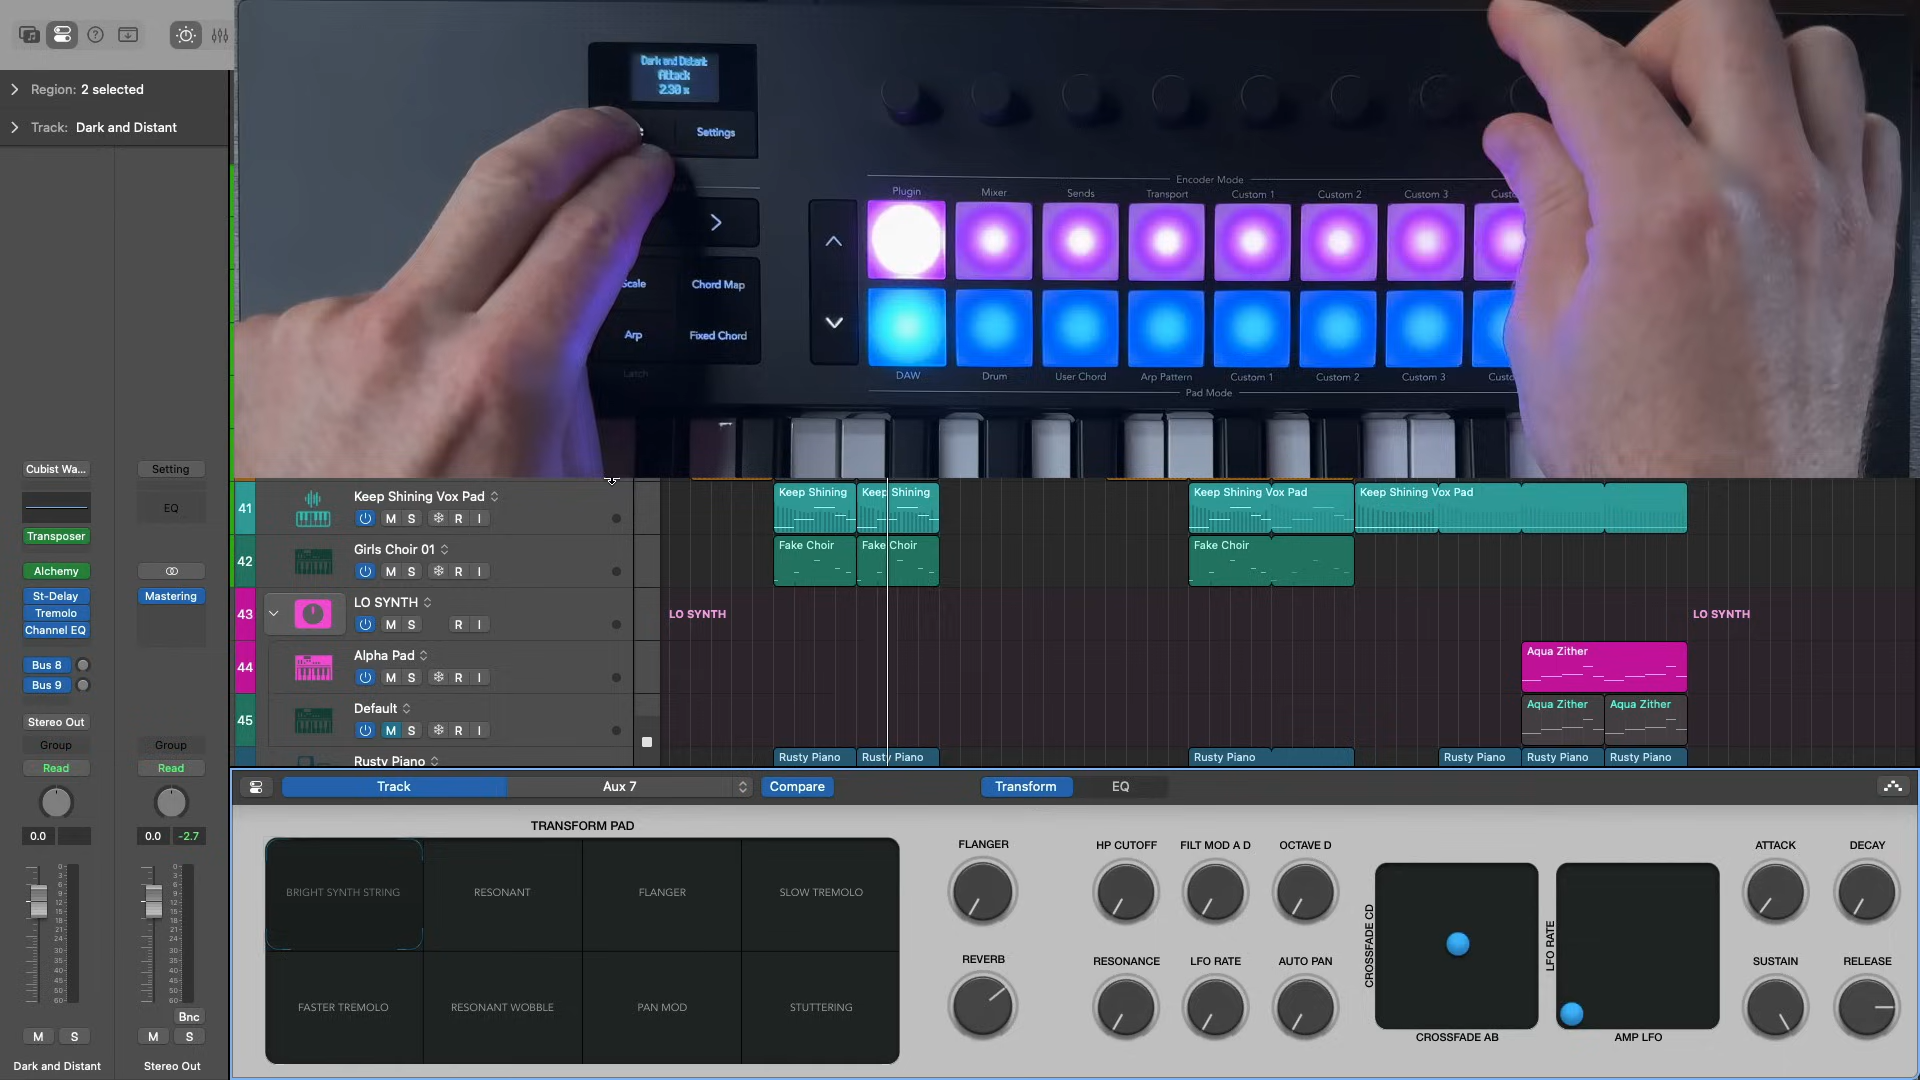 Region: 2 selected
Track: Dark and Distant
Dark and Distant
Attack
2.30 %
Settings
Scale
Chord Map
Arp
Fixed Chord
Latch
Encoder Mode
Plugin
Mixer
Sends
Transport
Custom 1
Custom 2
Custom 3
DAW
Drum
User Chord
Arp Pattern
Custom 1
Custom 2
Custom 3
Pad Mode
Cubist Wa...
Setting
EQ
Transposer
Alchemy
St-Delay
Mastering
Tremolo
Channel EQ
Bus 8
Bus 9
Stereo Out
Group
Group
Read
Read
0.0
0.0
-2.7
Bnc
M S
M S
Dark and Distant
Stereo Out
41
Keep Shining Vox Pad
M S R I
Keep Shining
Keep Shining
Keep Shining Vox Pad
Keep Shining Vox Pad
42
Girls Choir 01
M S R I
Fake Choir
Fake Choir
Fake Choir
43
LO SYNTH
M S R I
LO SYNTH
LO SYNTH
44
Alpha Pad
M S R I
Aqua Zither
45
Default
M S R I
Aqua Zither
Aqua Zither
Rusty Piano
Rusty Piano
Rusty Piano
Rusty Piano
Rusty Piano
Rusty Piano
Rusty Piano
Track
Aux 7
Compare
Transform
EQ
TRANSFORM PAD
BRIGHT SYNTH STRING
RESONANT
FLANGER
SLOW TREMOLO
FASTER TREMOLO
RESONANT WOBBLE
PAN MOD
STUTTERING
FLANGER
HP CUTOFF
FILT MOD A D
OCTAVE D
REVERB
RESONANCE
LFO RATE
AUTO PAN
CROSSFADE CD
CROSSFADE AB
LFO RATE
AMP LFO
ATTACK
DECAY
SUSTAIN
RELEASE